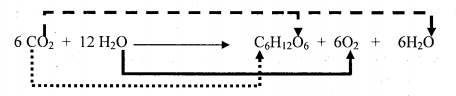 6 CO₂ + 12 H₂O ⟶ C₆H₁₂O₆ + 6O₂ + 6H₂O